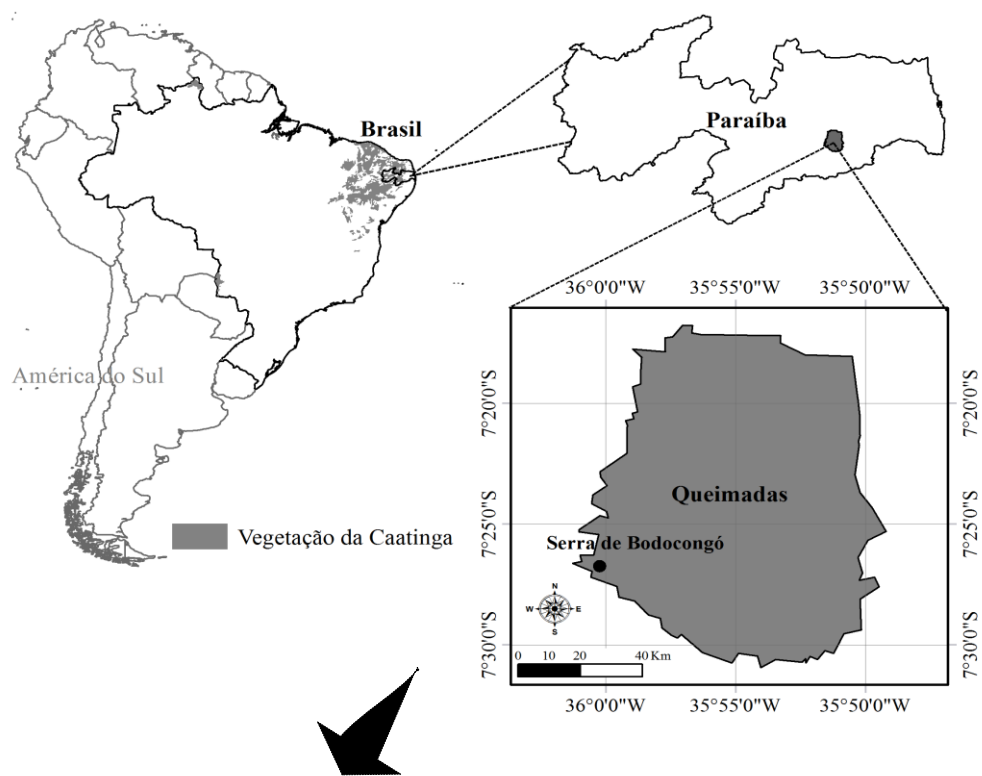 Brasil
Paraíba
América do Sul
Vegetação da Caatinga
36°0'0"W 35°55'0"W 35°50'0"W
7°20'0"S 7°20'0"S
Queimadas
7°25'0"S 7°25'0"S
Serra de Bodocongó
N
W E
S
7°30'0"S 7°30'0"S
0 10 20 40 Km
36°0'0"W 35°55'0"W 35°50'0"W